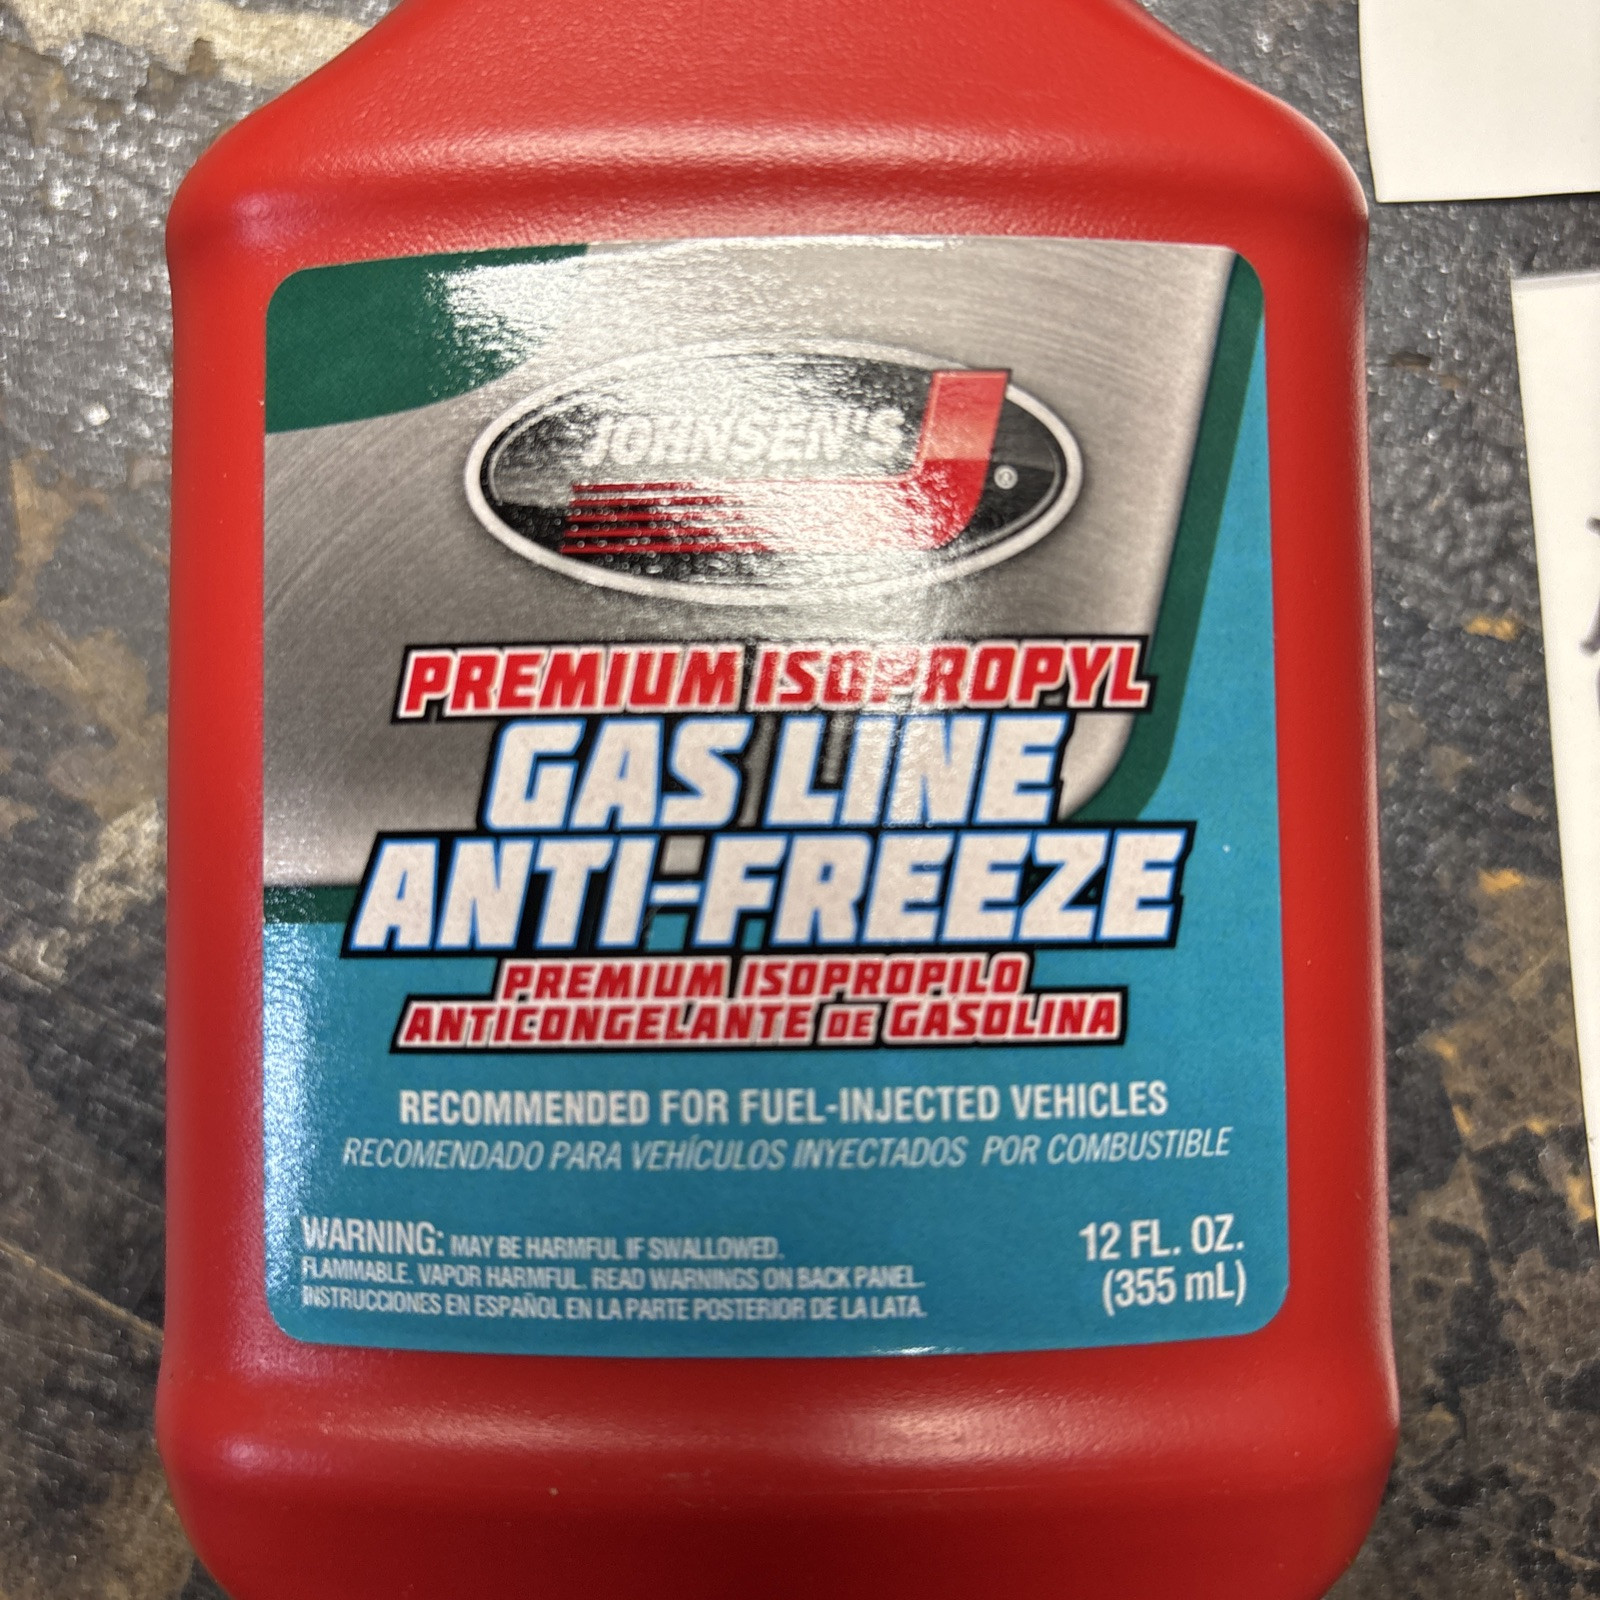 JOHNSEN'S
®
PREMIUM ISOPROPYL
GAS LINE
ANTI-FREEZE
PREMIUM ISOPROPILO
ANTICONGELANTE DE GASOLINA
RECOMMENDED FOR FUEL-INJECTED VEHICLES
RECOMENDADO PARA VEHÍCULOS INYECTADOS POR COMBUSTIBLE
WARNING: MAY BE HARMFUL IF SWALLOWED.
FLAMMABLE. VAPOR HARMFUL. READ WARNINGS ON BACK PANEL.
INSTRUCCIONES EN ESPAÑOL EN LA PARTE POSTERIOR DE LA LATA.
12 FL. OZ.
(355 mL)